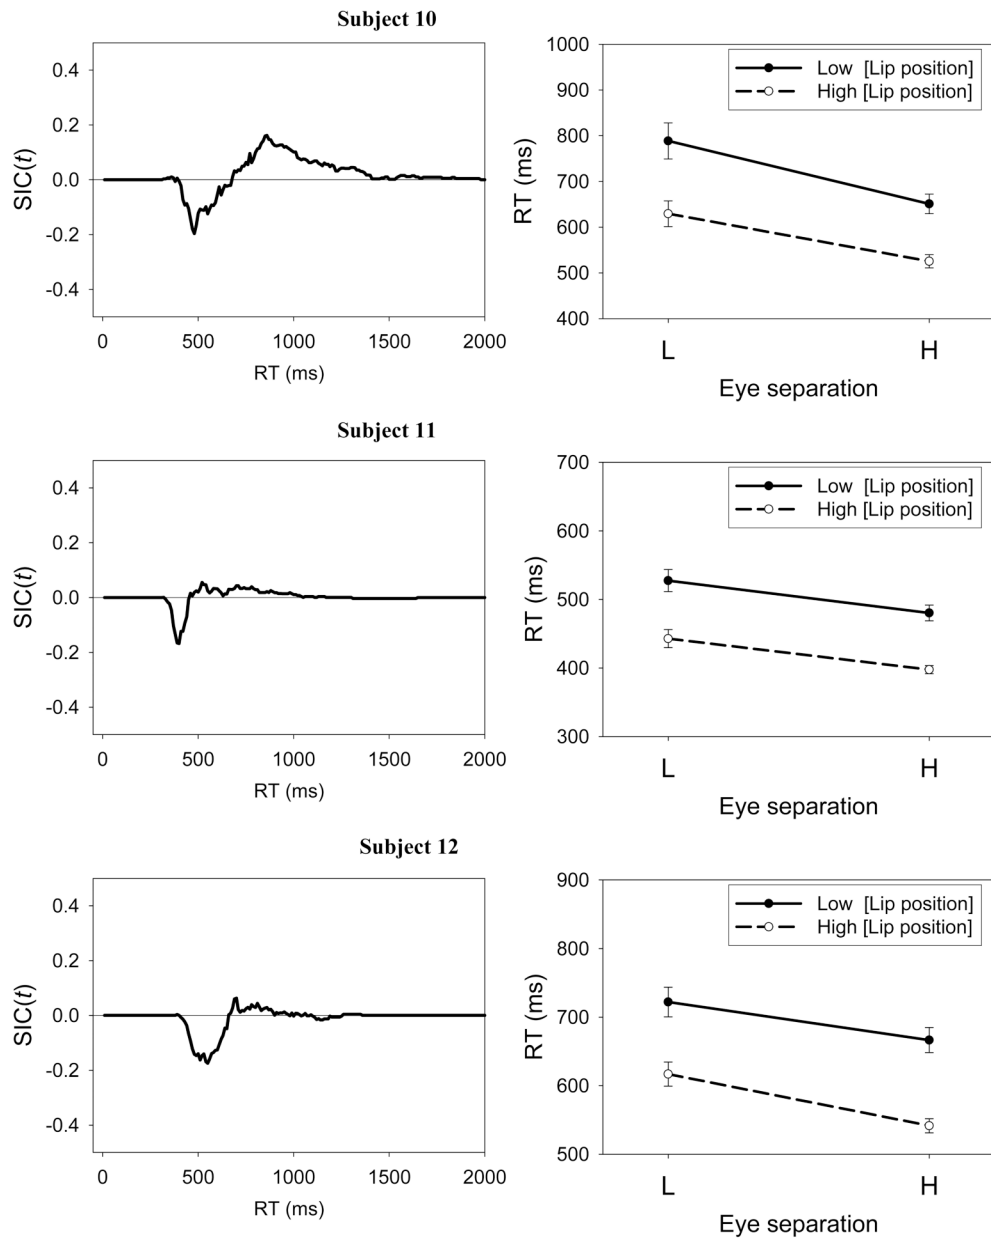 Subject 10
0.4
0.2
0.0
-0.2
-0.4
SIC(t)
0
500
1000
1500
2000
RT (ms)
1000
900
800
700
600
500
400
RT (ms)
Low [Lip position]
High [Lip position]
L
H
Eye separation
Subject 11
0.4
0.2
0.0
-0.2
-0.4
SIC(t)
0
500
1000
1500
2000
RT (ms)
700
600
500
400
300
RT (ms)
Low [Lip position]
High [Lip position]
L
H
Eye separation
Subject 12
0.4
0.2
0.0
-0.2
-0.4
SIC(t)
0
500
1000
1500
2000
RT (ms)
900
800
700
600
500
RT (ms)
Low [Lip position]
High [Lip position]
L
H
Eye separation